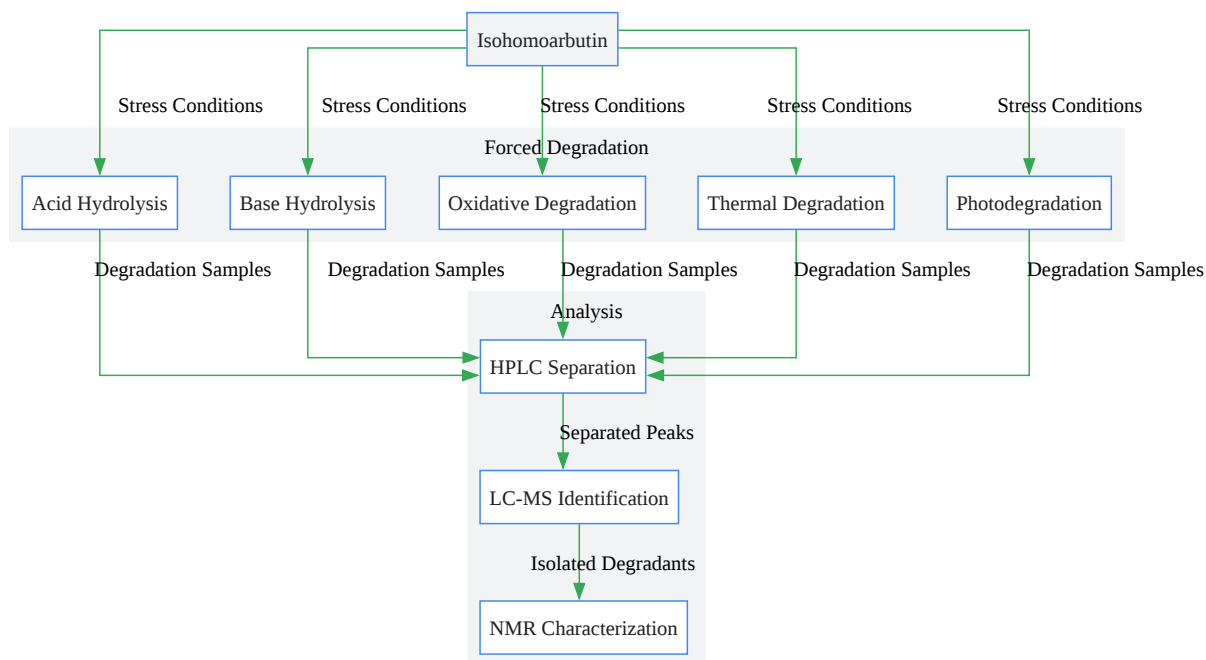 Isohomoarbutin
Stress Conditions Stress Conditions Stress Conditions Stress Conditions Stress Conditions
Forced Degradation
Acid Hydrolysis Base Hydrolysis Oxidative Degradation Thermal Degradation Photodegradation
Degradation Samples Degradation Samples Degradation Samples Degradation Samples Degradation Samples
Analysis
HPLC Separation
Separated Peaks
LC-MS Identification
Isolated Degradants
NMR Characterization